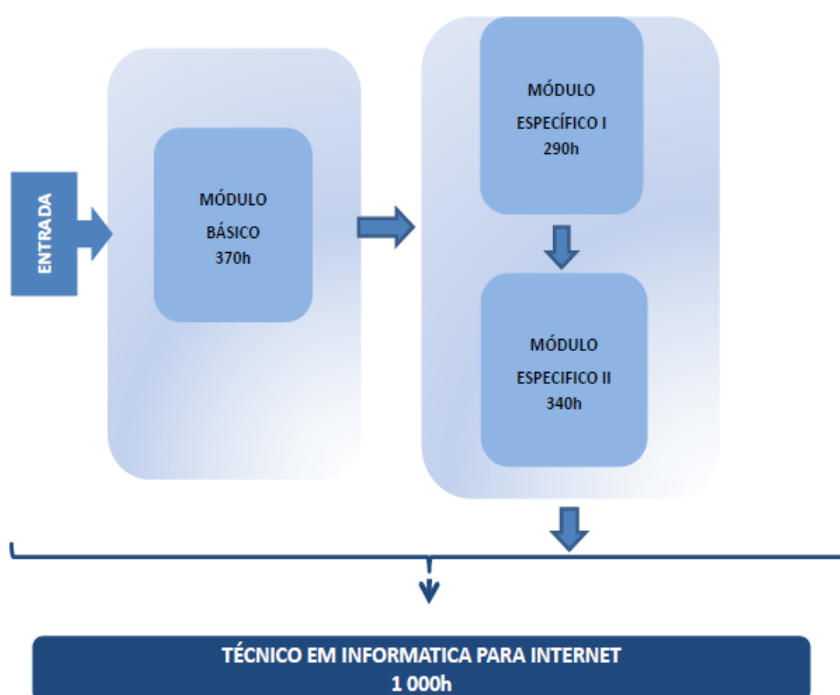 ENTRADA
MÓDULO
BÁSICO
370h
MÓDULO
ESPECÍFICO I
290h
MÓDULO
ESPECIFICO II
340h
TÉCNICO EM INFORMATICA PARA INTERNET
1 000h